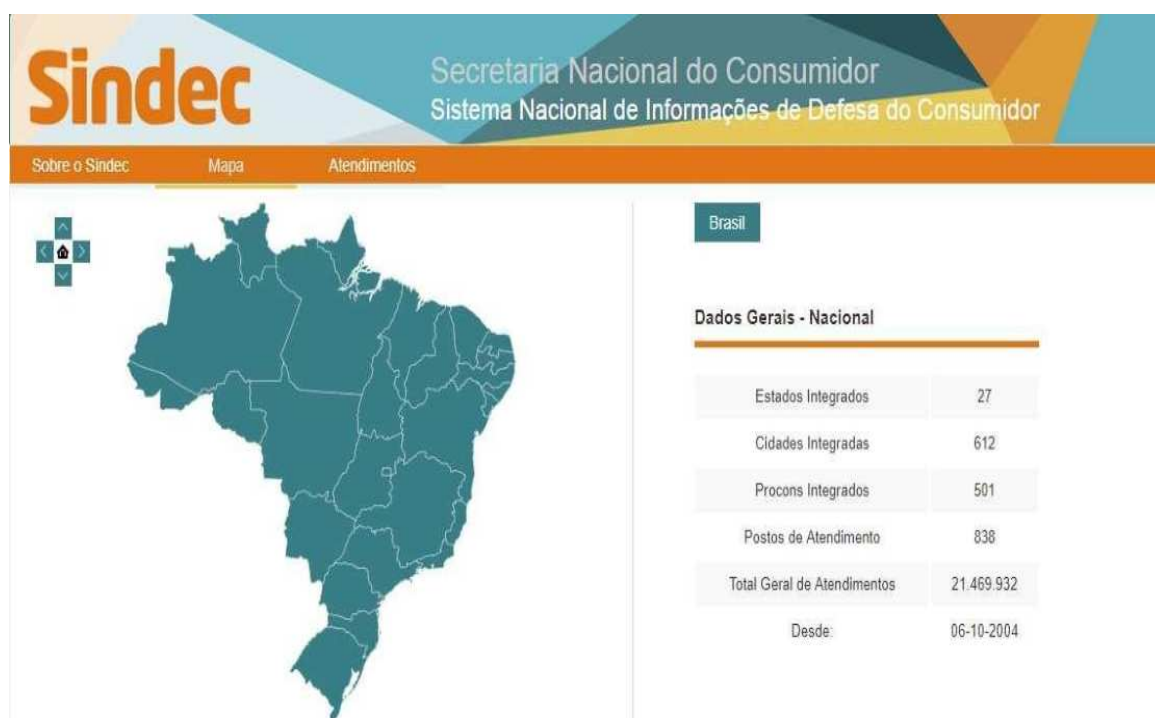 Sindec
Secretaria Nacional do Consumidor
Sistema Nacional de Informações de Defesa do Consumidor
Sobre o Sindec Mapa Atendimentos
Brasil
Dados Gerais - Nacional
Estados Integrados 27
Cidades Integradas 612
Procons Integrados 501
Postos de Atendimento 838
Total Geral de Atendimentos 21.469.932
Desde: 06-10-2004